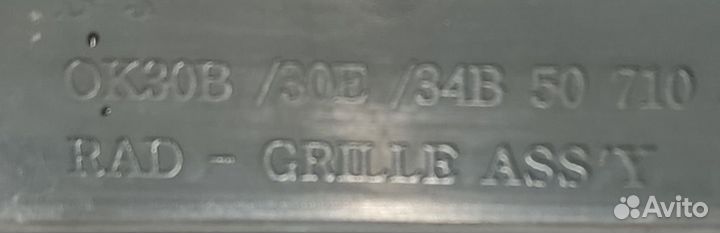 OK30B /30E /34B 50 710
RAD - GRILLE ASS'Y
Avito